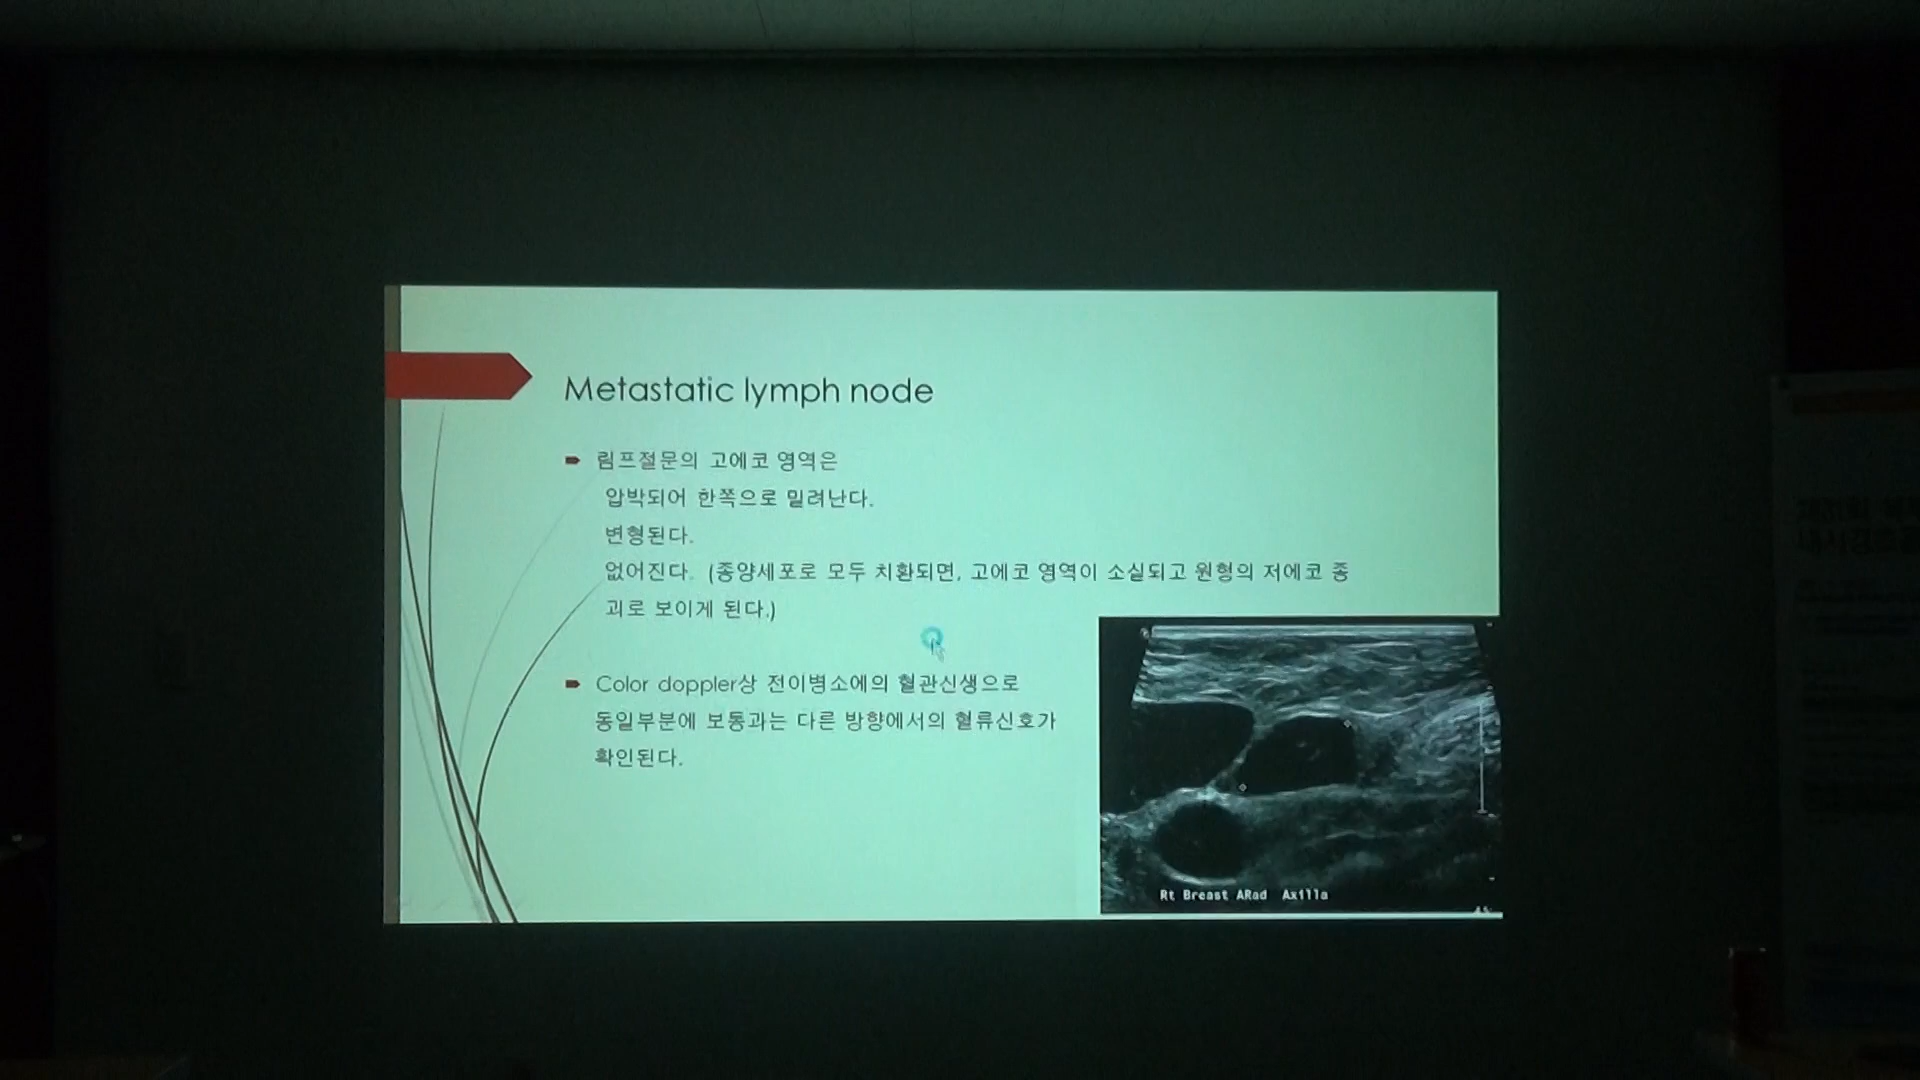 Metastatic lymph node
림프절문의 고에코 영역은
압박되어 한쪽으로 밀려난다.
변형된다.
없어진다. (종양세포로 모두 치환되면, 고에코 영역이 소실되고 원형의 저에코 종
괴로 보이게 된다.)
Color doppler상 전이병소에의 혈관신생으로
동일부분에 보통과는 다른 방향에서의 혈류신호가
확인된다.
Rt Breast ARad Axilla